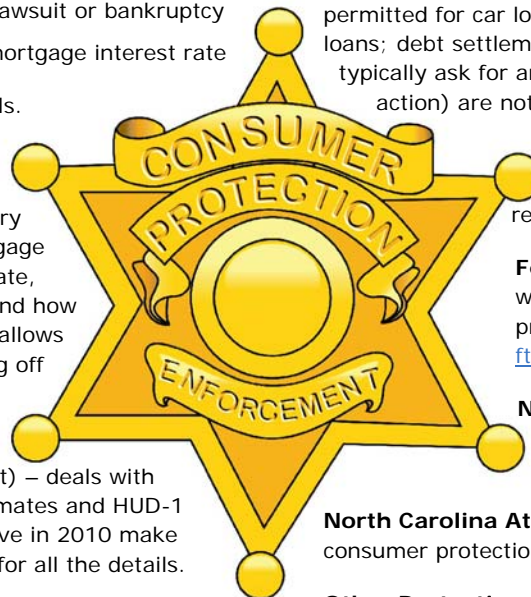 awsuit or bankruptcy
ortgage interest rate
ls.
ry
gage
ate,
nd how
allows
g off
t) – deals with
mates and HUD-1
ve in 2010 make
for all the details.
CONSUMER
PROTECTION
ENFORCEMENT
permitted for car lo
loans; debt settlem
typically ask for a
action) are not
re
Fe
w
pr
ft
N
North Carolina At
consumer protectio